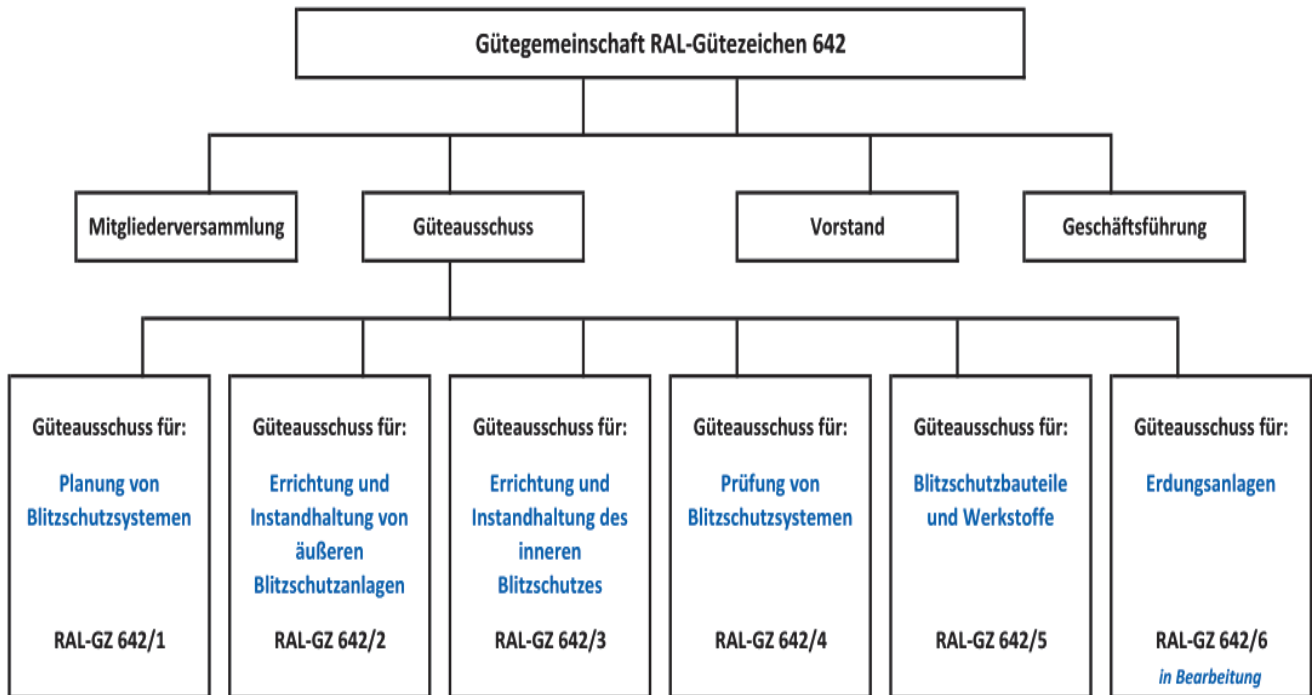 Gütegemeinschaft RAL-Gütezeichen 642
Mitgliederversammlung
Güteausschuss
Vorstand
Geschäftsführung
Güteausschuss für:
Planung von
Blitzschutzsystemen
RAL-GZ 642/1
Güteausschuss für:
Errichtung und
Instandhaltung von
äußeren
Blitzschutzanlagen
RAL-GZ 642/2
Güteausschuss für:
Errichtung und
Instandhaltung des
inneren
Blitzschutzes
RAL-GZ 642/3
Güteausschuss für:
Prüfung von
Blitzschutzsystemen
RAL-GZ 642/4
Güteausschuss für:
Blitzschutzbauteile
und Werkstoffe
RAL-GZ 642/5
Güteausschuss für:
Erdungsanlagen
RAL-GZ 642/6
in Bearbeitung